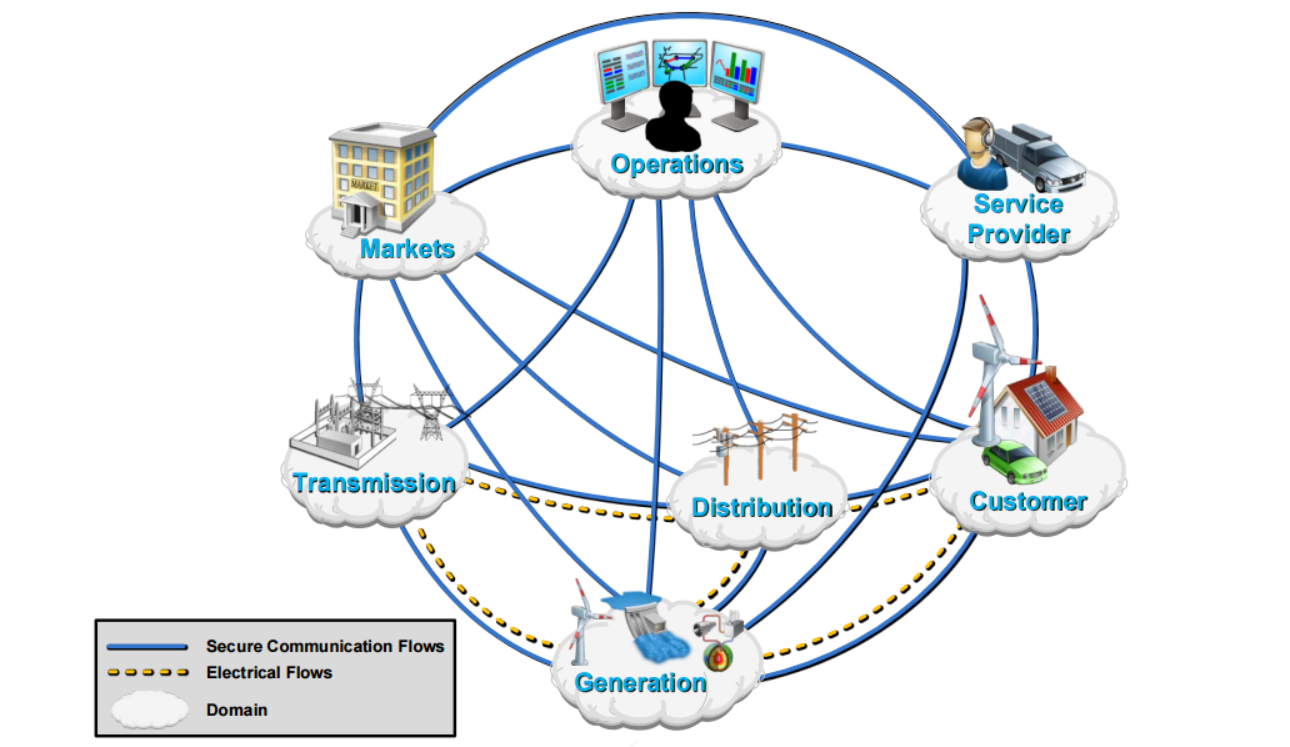 Operations
MARKET
Service
Provider
Markets
Transmission
Distribution
Customer
Generation
Secure Communication Flows
Electrical Flows
Domain